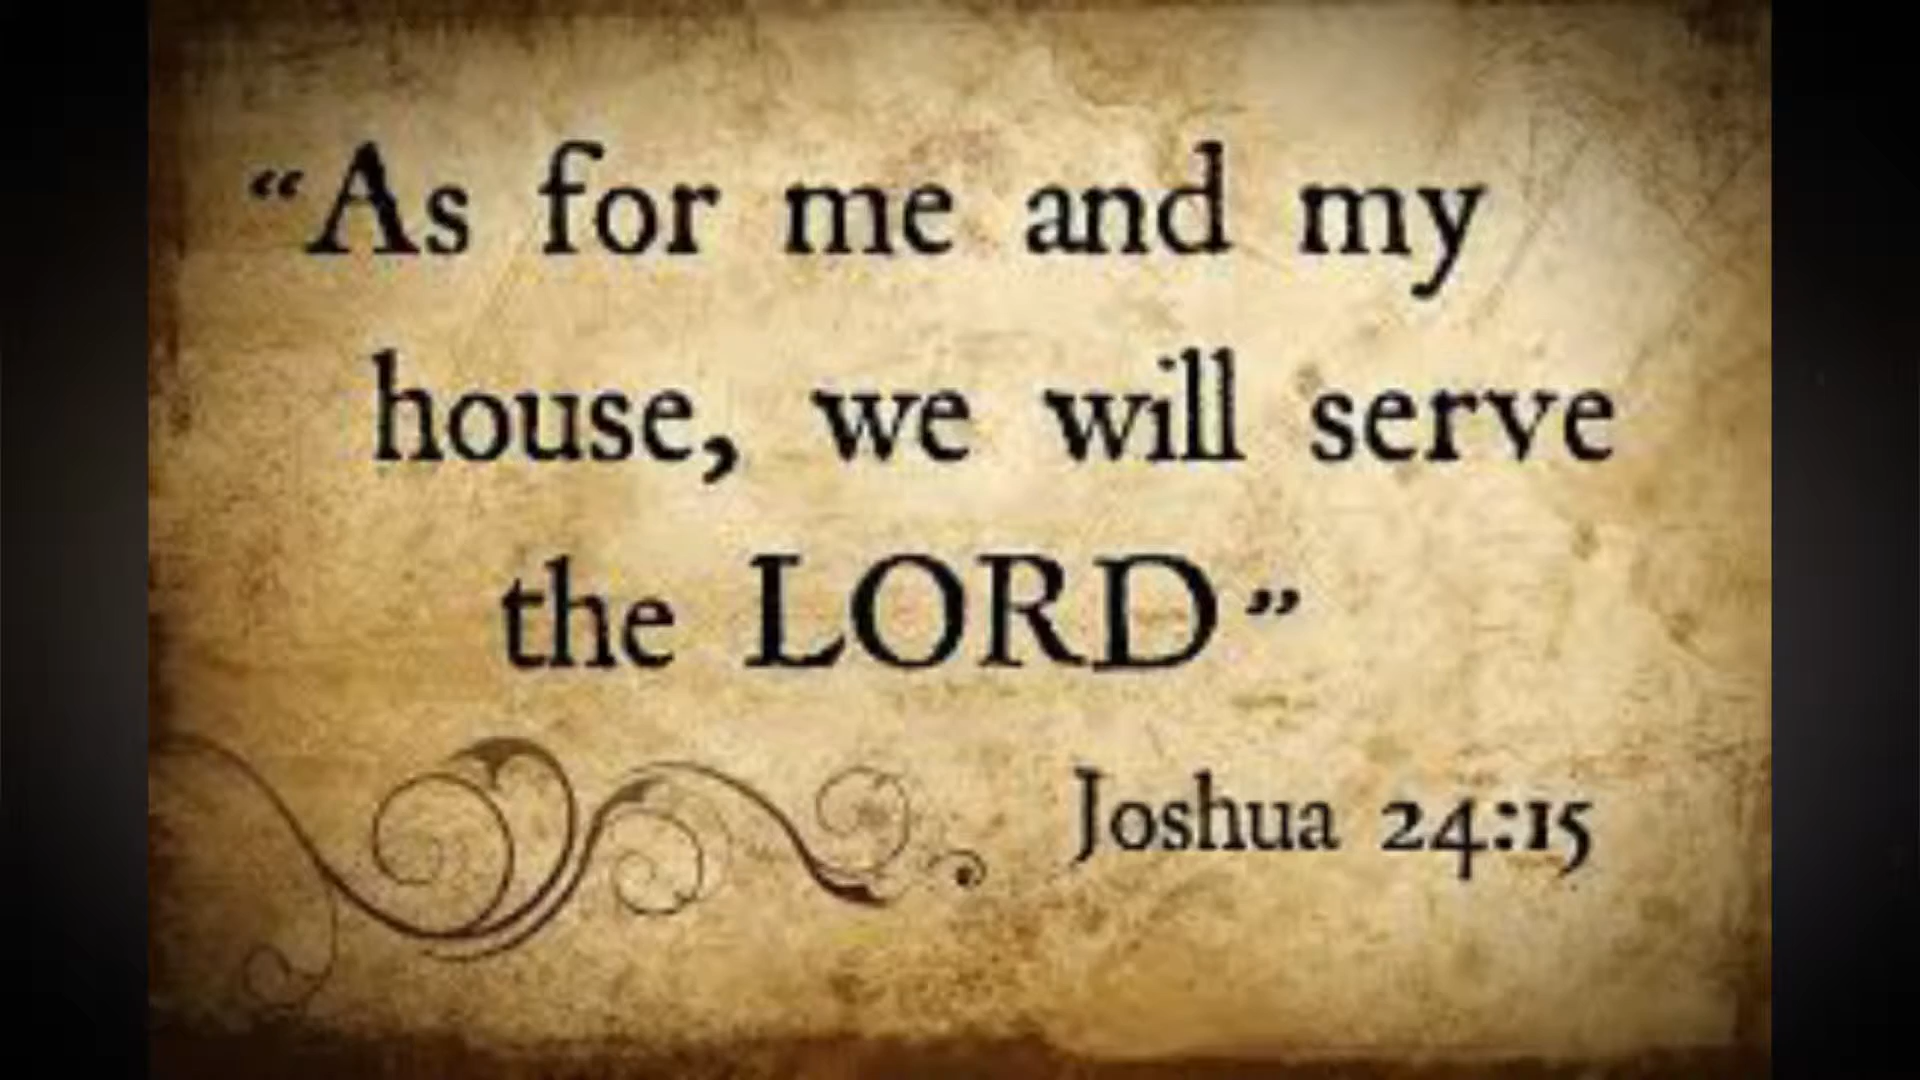 “As for me and my
house, we will serve
the LORD”
Joshua 24:15